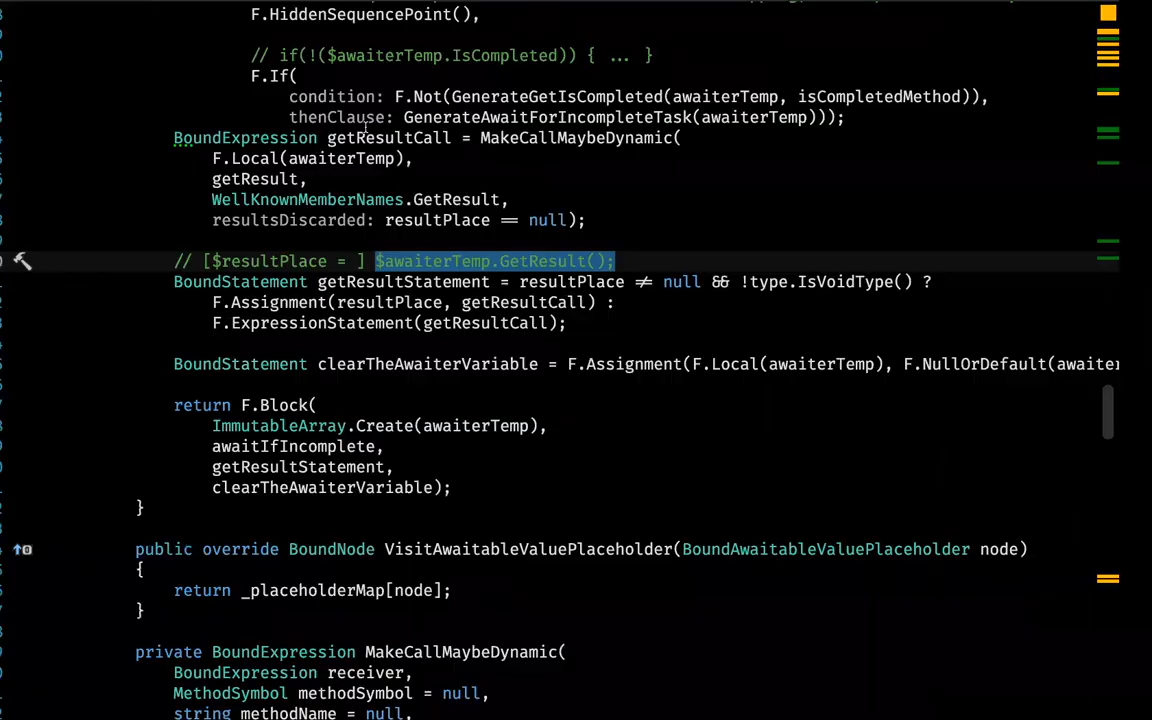 F.HiddenSequencePoint(),
// if(!($awaiterTemp.IsCompleted)) { ... }
F.If(
condition: F.Not(GenerateGetIsCompleted(awaiterTemp, isCompletedMethod)),
thenClause: GenerateAwaitForIncompleteTask(awaiterTemp)));
BoundExpression getResultCall = MakeCallMaybeDynamic(
F.Local(awaiterTemp),
getResult,
WellKnownMemberNames.GetResult,
resultsDiscarded: resultPlace == null);
// [$resultPlace = ] $awaiterTemp.GetResult();
BoundStatement getResultStatement = resultPlace != null && !type.IsVoidType() ?
F.Assignment(resultPlace, getResultCall) :
F.ExpressionStatement(getResultCall);
BoundStatement clearTheAwaiterVariable = F.Assignment(F.Local(awaiterTemp), F.NullOrDefault(awaiter
return F.Block(
ImmutableArray.Create(awaiterTemp),
awaitIfIncomplete,
getResultStatement,
clearTheAwaiterVariable);
}
public override BoundNode VisitAwaitableValuePlaceholder(BoundAwaitableValuePlaceholder node)
{
return _placeholderMap[node];
}
private BoundExpression MakeCallMaybeDynamic(
BoundExpression receiver,
MethodSymbol methodSymbol = null,
string methodName = null,